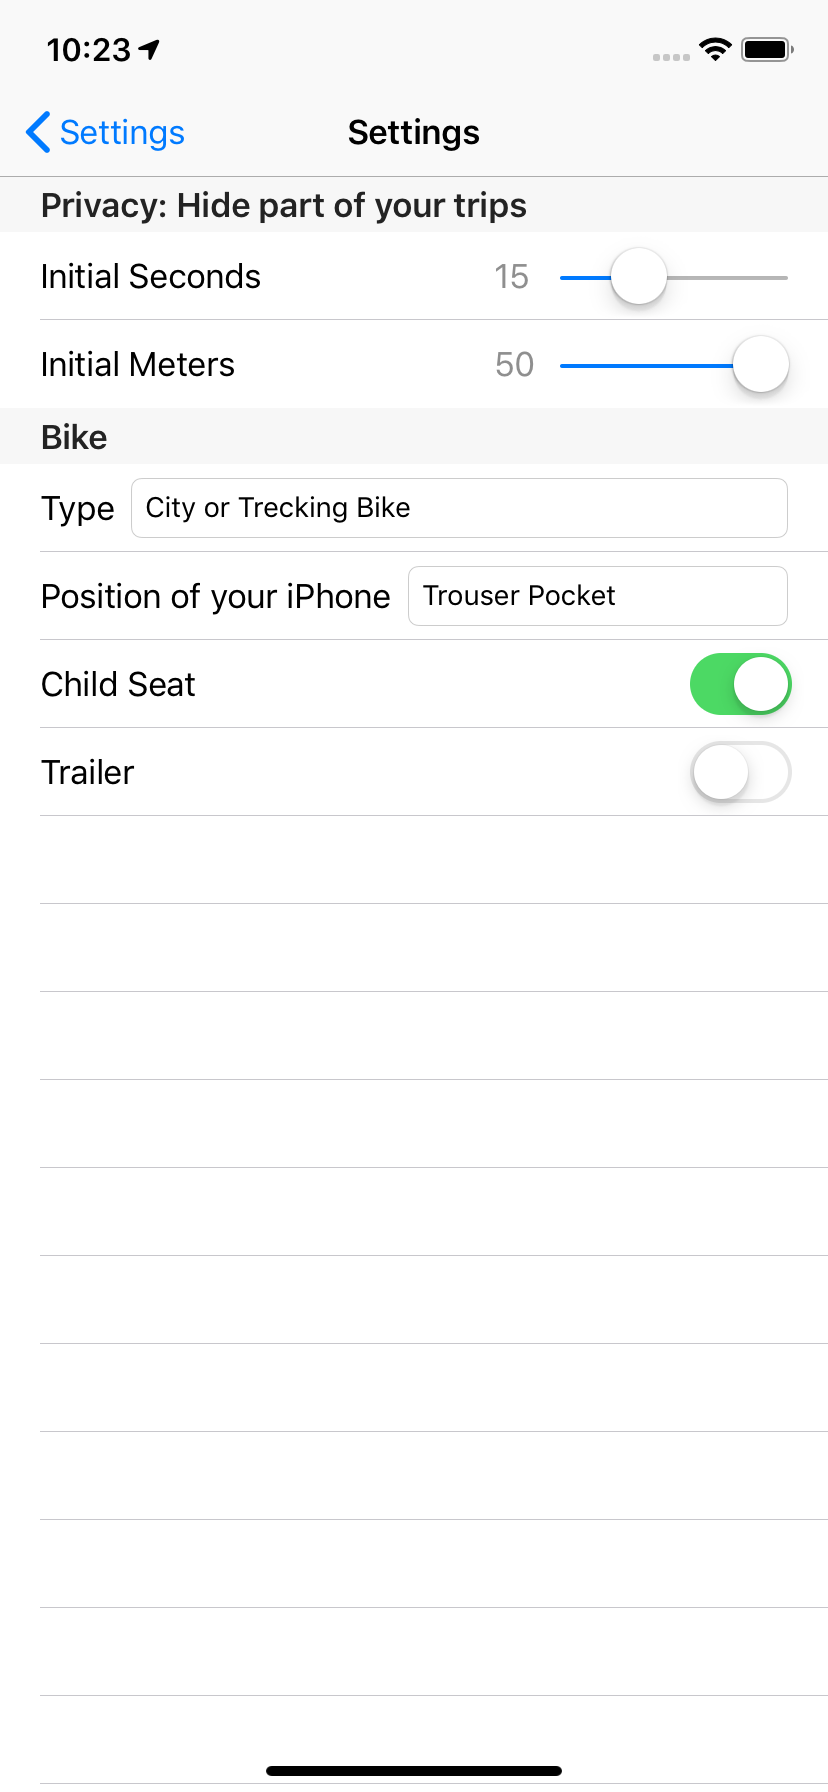 10:23
Settings Settings
Privacy: Hide part of your trips
Initial Seconds 15
Initial Meters 50
Bike
Type City or Trecking Bike
Position of your iPhone Trouser Pocket
Child Seat
Trailer